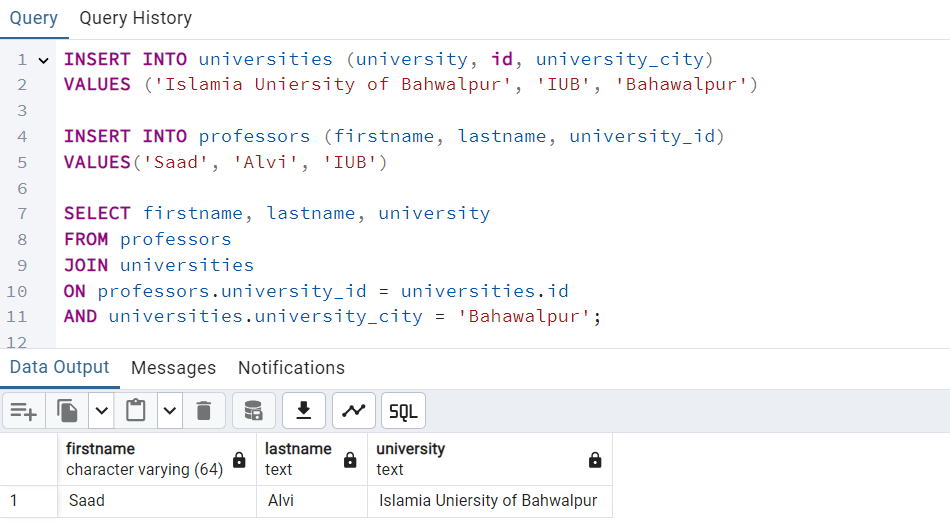 Query Query History
1 INSERT INTO universities (university, id, university_city)
2 VALUES ('Islamia Uniersity of Bahwalpur', 'IUB', 'Bahawalpur')
3
4 INSERT INTO professors (firstname, lastname, university_id)
5 VALUES('Saad', 'Alvi', 'IUB')
6
7 SELECT firstname, lastname, university
8 FROM professors
9 JOIN universities
10 ON professors.university_id = universities.id
11 AND universities.university_city = 'Bahawalpur';
12
Data Output Messages Notifications
SQL
firstname lastname university
character varying (64) text text
1 Saad Alvi Islamia Uniersity of Bahwalpur